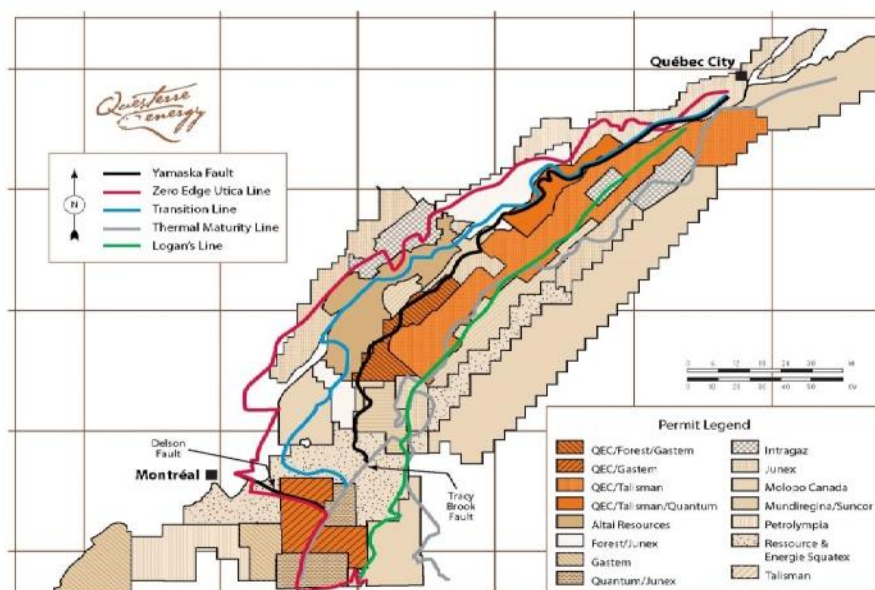 Questerre
energy
N
Yamaska Fault
Zero Edge Utica Line
Transition Line
Thermal Maturity Line
Logan's Line
Québec City
Delson
Fault
Montréal
Tracy
Brook
Fault
Permit Legend
QEC/Forest/Gastem
QEC/Gastem
QEC/Talisman
QEC/Talisman/Quantum
Altai Resources
Forest/Junex
Gastem
Quantum/Junex
Intragaz
Junex
Molopo Canada
Mundiregina/Suncor
Petrolympia
Ressource &
Energie Squatex
Talisman